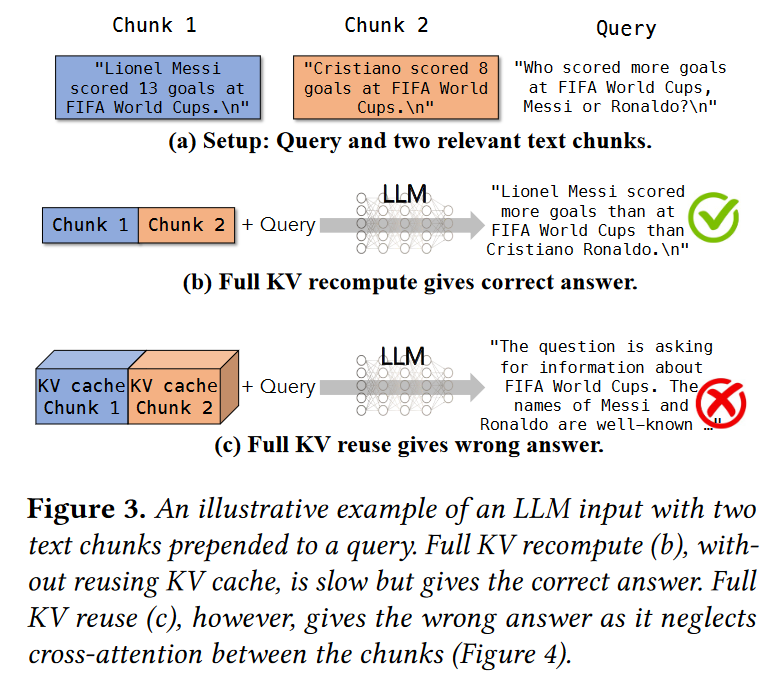 Chunk 1
Chunk 2
Query
"Lionel Messi
scored 13 goals at
FIFA World Cups.\n"
"Cristiano scored 8
goals at FIFA World
Cups.\n"
"Who scored more goals
at FIFA World Cups,
Messi or Ronaldo?\n"
(a) Setup: Query and two relevant text chunks.
Chunk 1
Chunk 2
+ Query
LLM
"Lionel Messi scored
more goals than at
FIFA World Cups than
Cristiano Ronaldo.\n"
(b) Full KV recompute gives correct answer.
KV cache
Chunk 1
KV cache
Chunk 2
+ Query
LLM
"The question is asking
for information about
FIFA World Cups. The
names of Messi and
Ronaldo are well-known …"
(c) Full KV reuse gives wrong answer.
Figure 3. An illustrative example of an LLM input with two
text chunks prepended to a query. Full KV recompute (b), with-
out reusing KV cache, is slow but gives the correct answer. Full
KV reuse (c), however, gives the wrong answer as it neglects
cross-attention between the chunks (Figure 4).